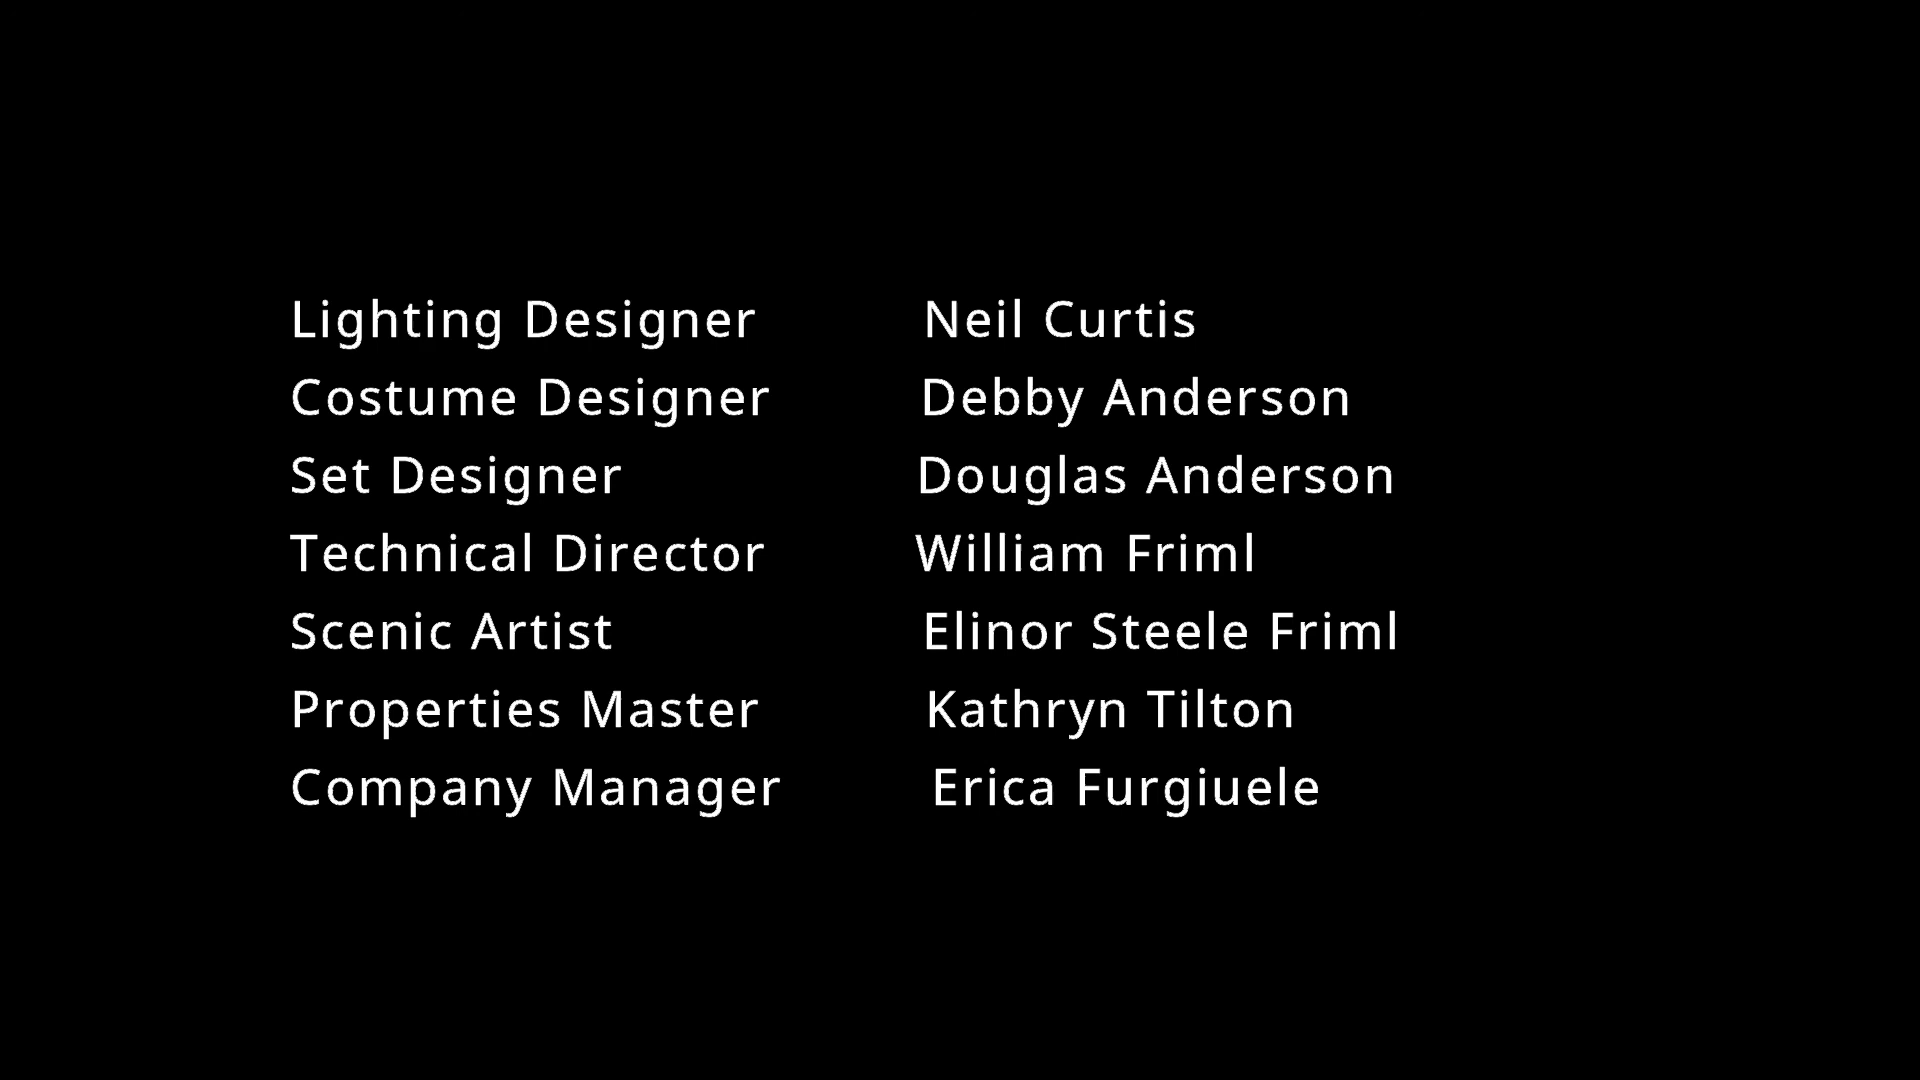 Lighting Designer Neil Curtis
Costume Designer Debby Anderson
Set Designer Douglas Anderson
Technical Director William Friml
Scenic Artist Elinor Steele Friml
Properties Master Kathryn Tilton
Company Manager Erica Furgiuele